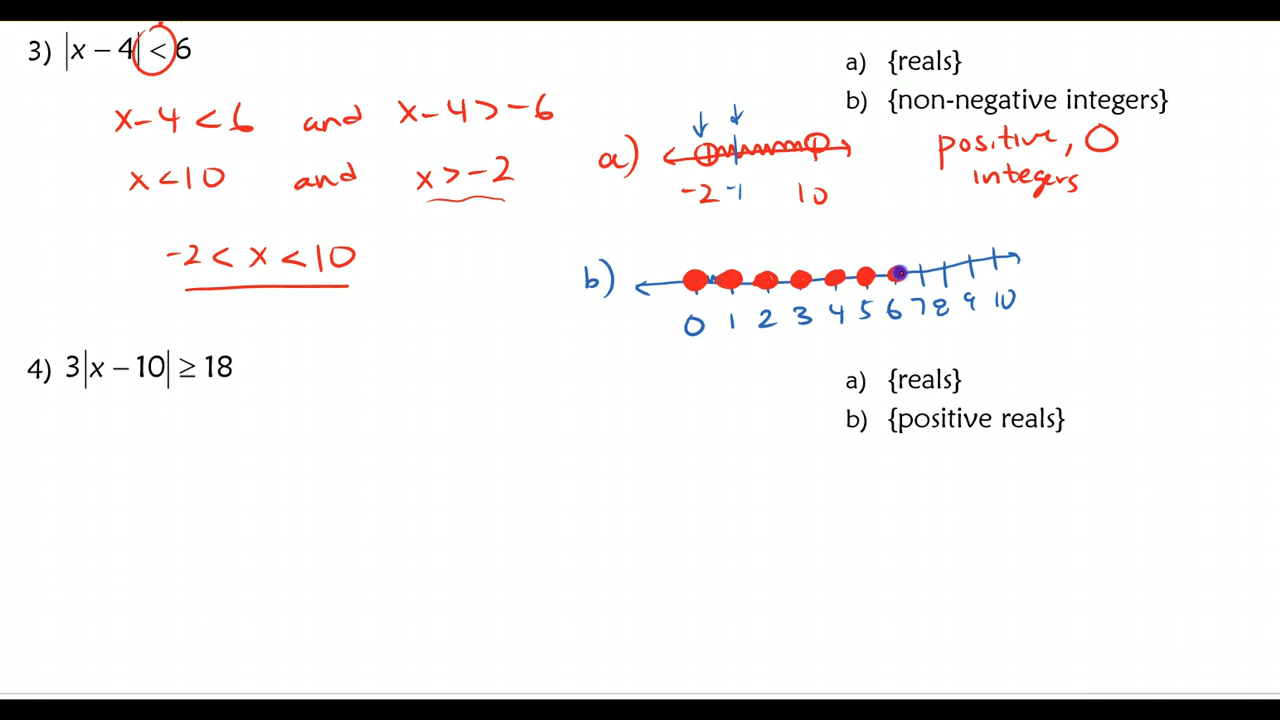 3) |x − 4| < 6
a) {reals}
b) {non-negative integers}
x-4 < 6 and x-4 > -6
positive, 0
integers
a)
-2 -1 10
x < 10 and x > -2
-2 < x < 10
b)
0 1 2 3 4 5 6 7 8 9 10
4) 3|x − 10| ≥ 18
a) {reals}
b) {positive reals}